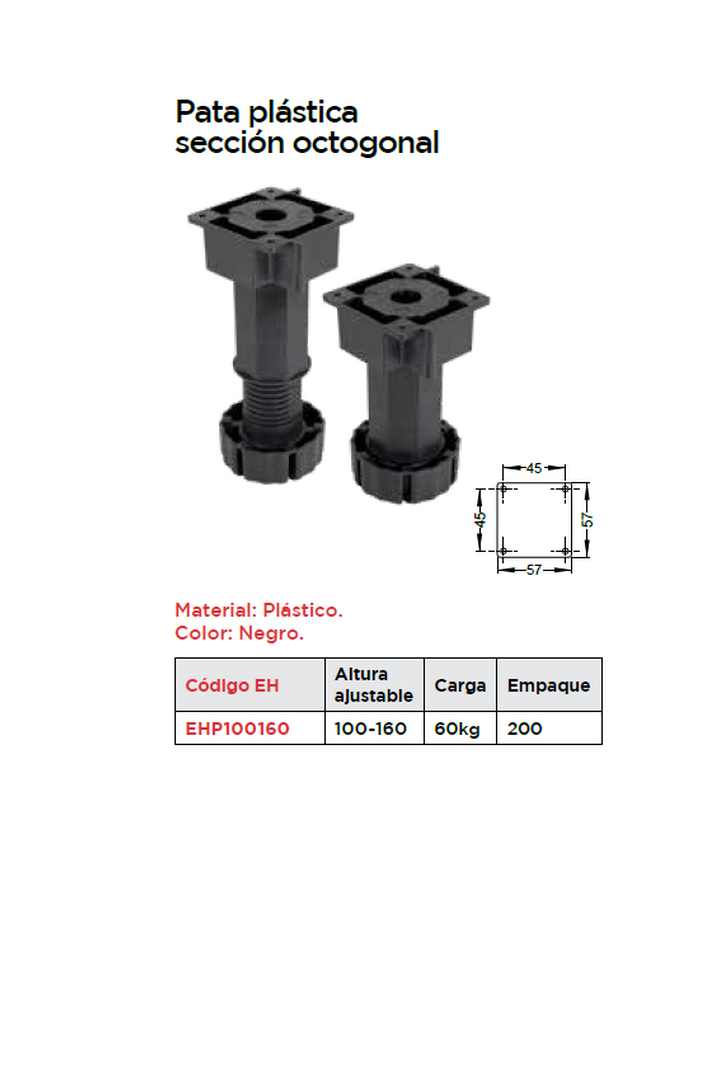 Pata plástica
sección octogonal
45
45
57
57
Material: Plástico.
Color: Negro.
Código EH
Altura
ajustable
Carga
Empaque
EHP100160
100-160
60kg
200